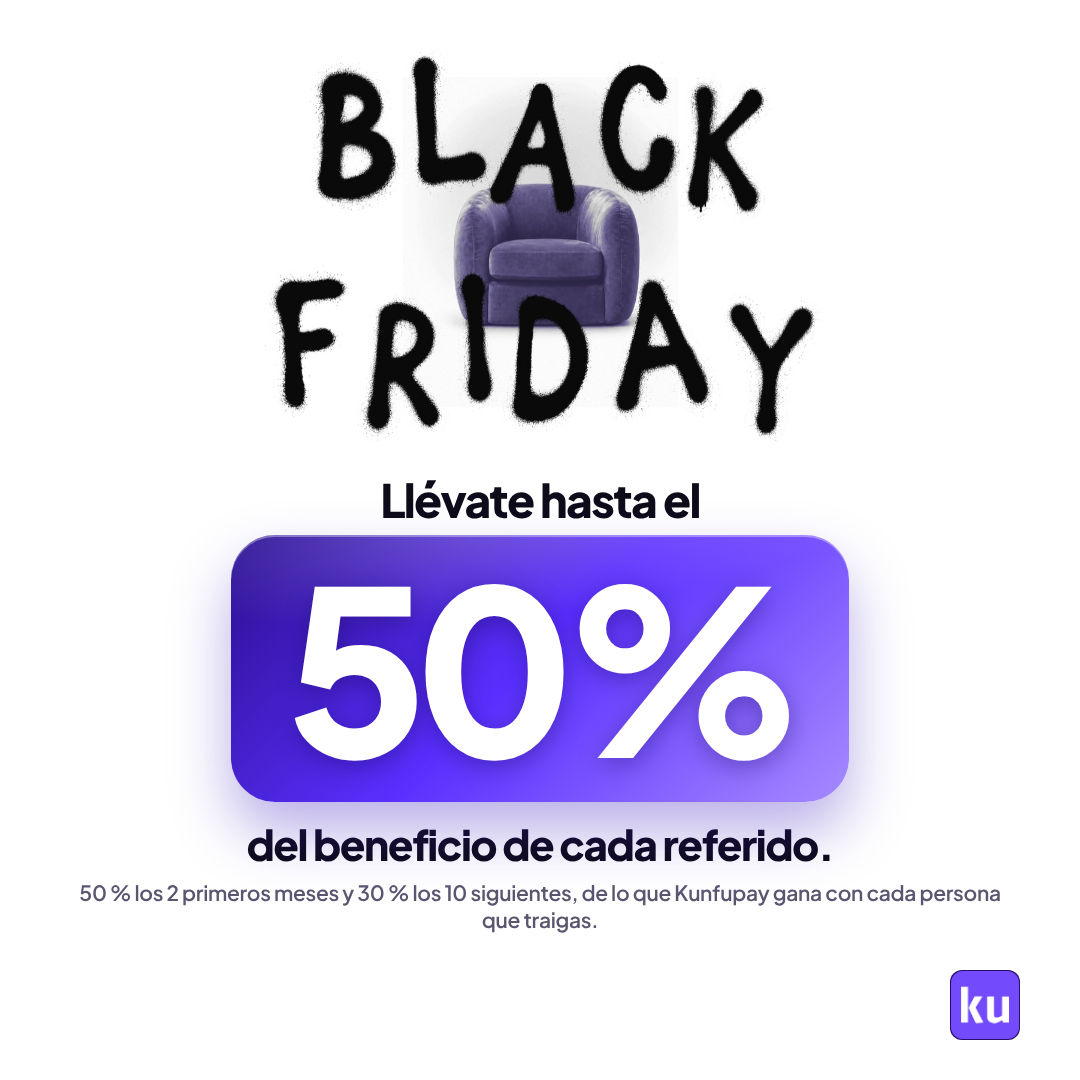 BLACK
FRIDAY
Llévate hasta el
50%
del beneficio de cada referido.
50 % los 2 primeros meses y 30 % los 10 siguientes, de lo que Kunfupay gana con cada persona
que traigas.
ku